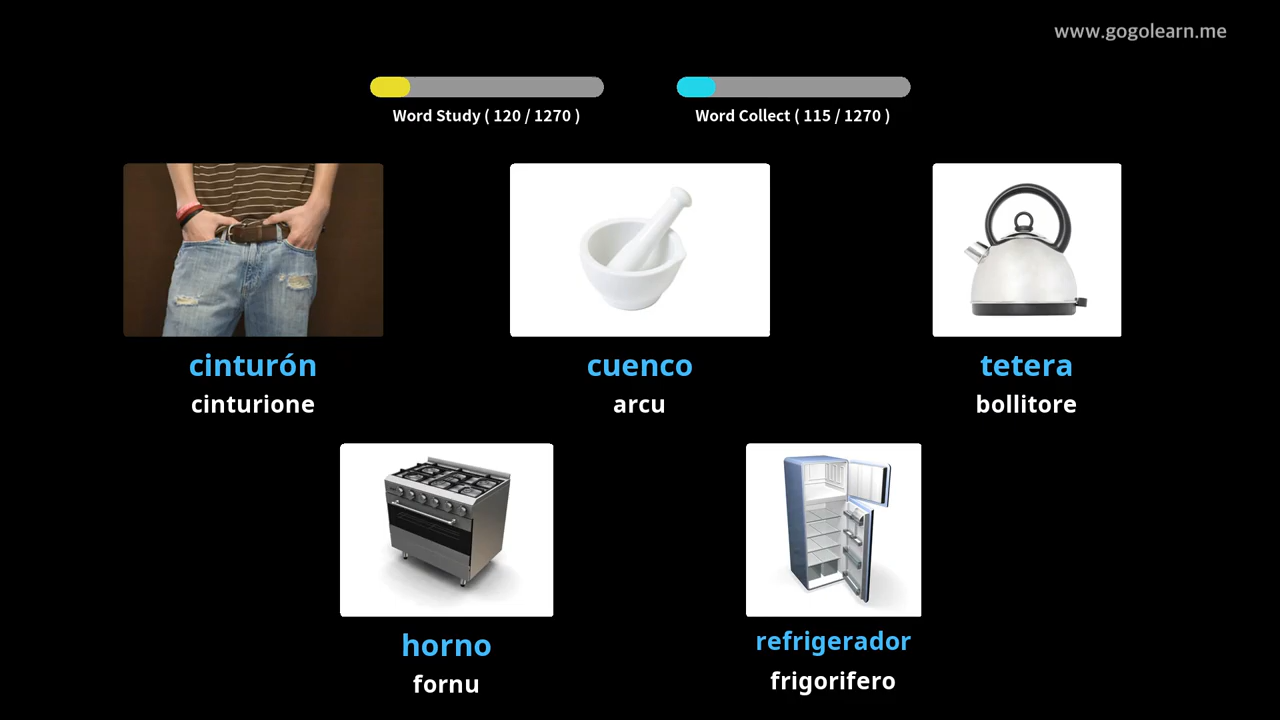 www.gogolearn.me
Word Study ( 120 / 1270 )
Word Collect ( 115 / 1270 )
cinturón
cinturione
cuenco
arcu
tetera
bollitore
horno
fornu
refrigerador
frigorifero